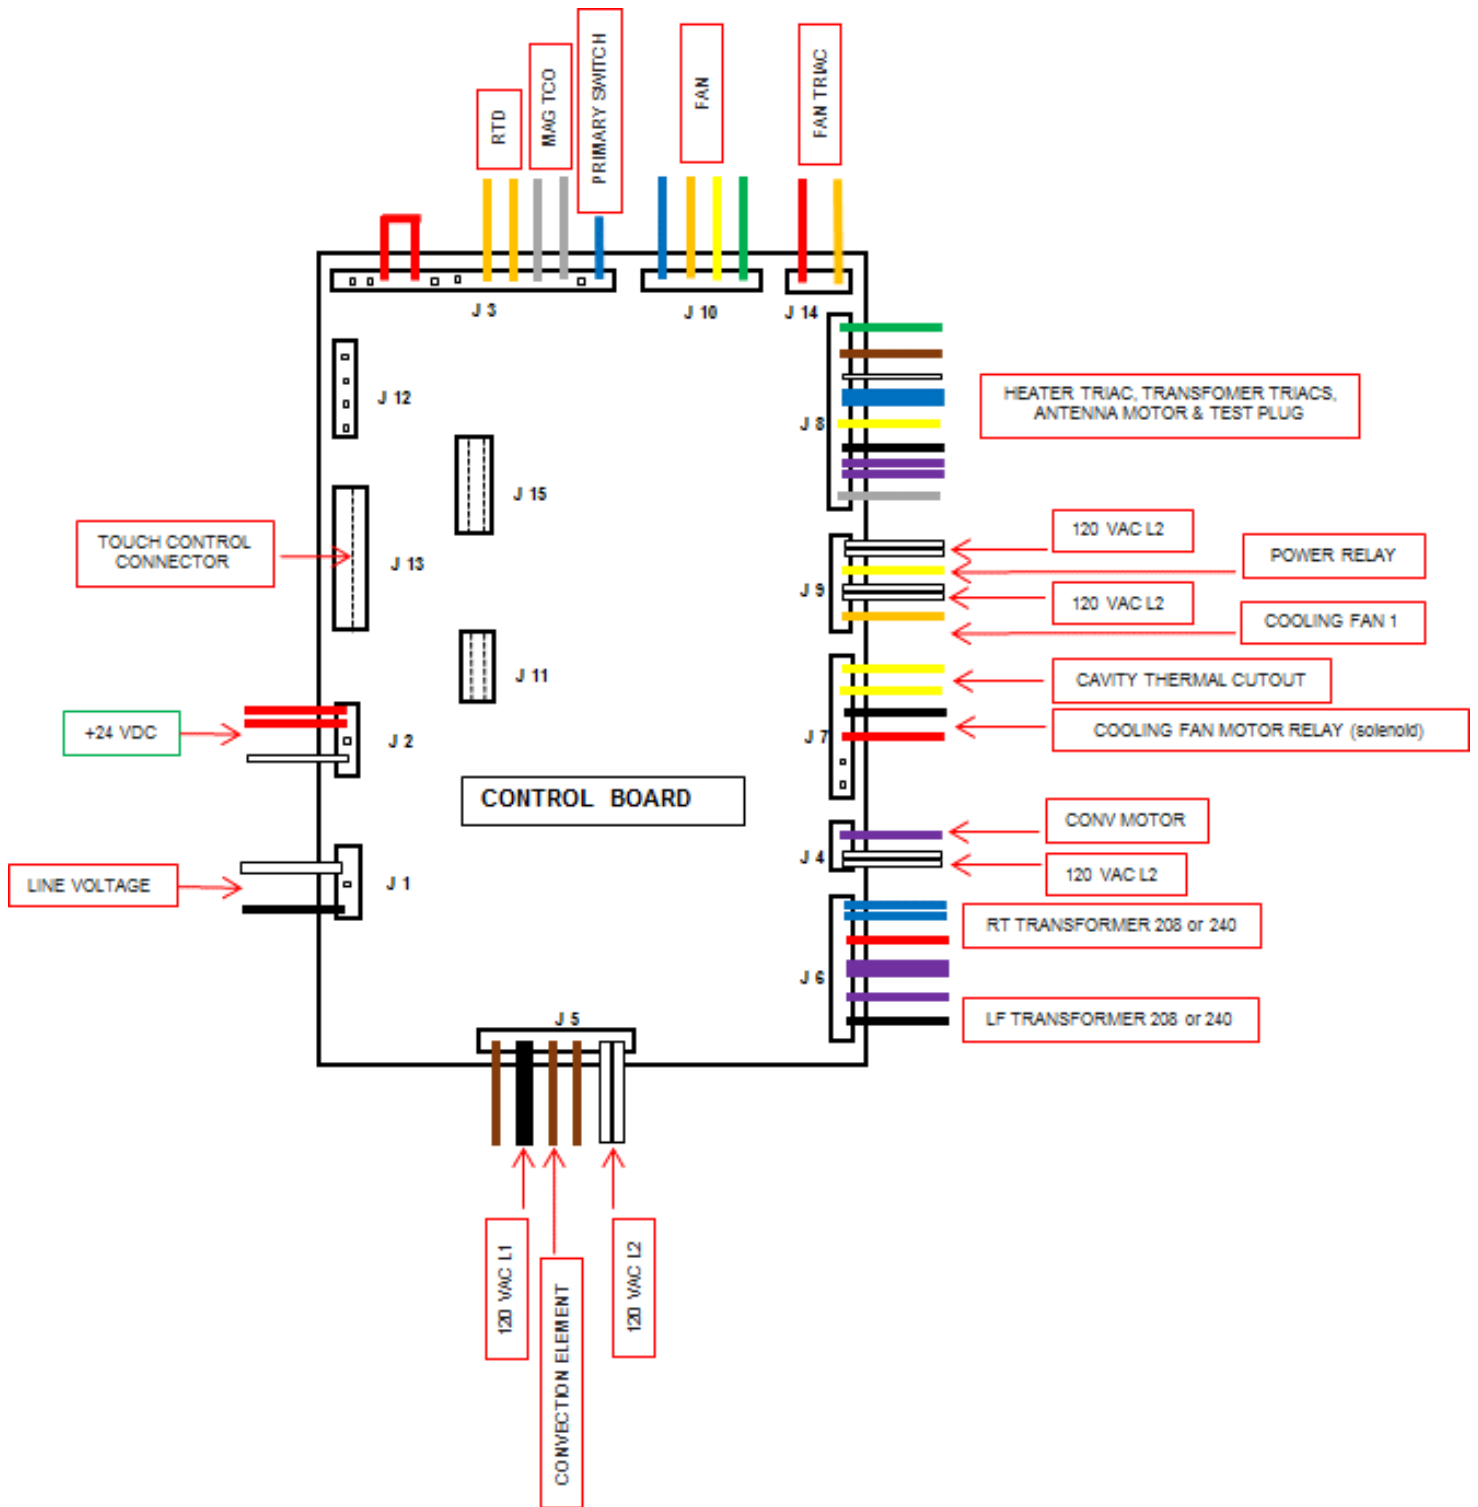 RTD
MAG TCO
PRIMARY SWITCH
FAN
FAN TRIAC
J 3
J 10
J 14
J 12
J 8
HEATER TRIAC, TRANSFOMER TRIACS,
ANTENNA MOTOR & TEST PLUG
J 15
TOUCH CONTROL
CONNECTOR
J 13
120 VAC L2
POWER RELAY
J 9
120 VAC L2
COOLING FAN 1
J 11
CAVITY THERMAL CUTOUT
+24 VDC
J 2
J 7
COOLING FAN MOTOR RELAY (solenoid)
CONTROL BOARD
CONV MOTOR
J 4
120 VAC L2
LINE VOLTAGE
J 1
RT TRANSFORMER 208 or 240
J 6
LF TRANSFORMER 208 or 240
J 5
120 VAC L1
CONVECTION ELEMENT
120 VAC L2